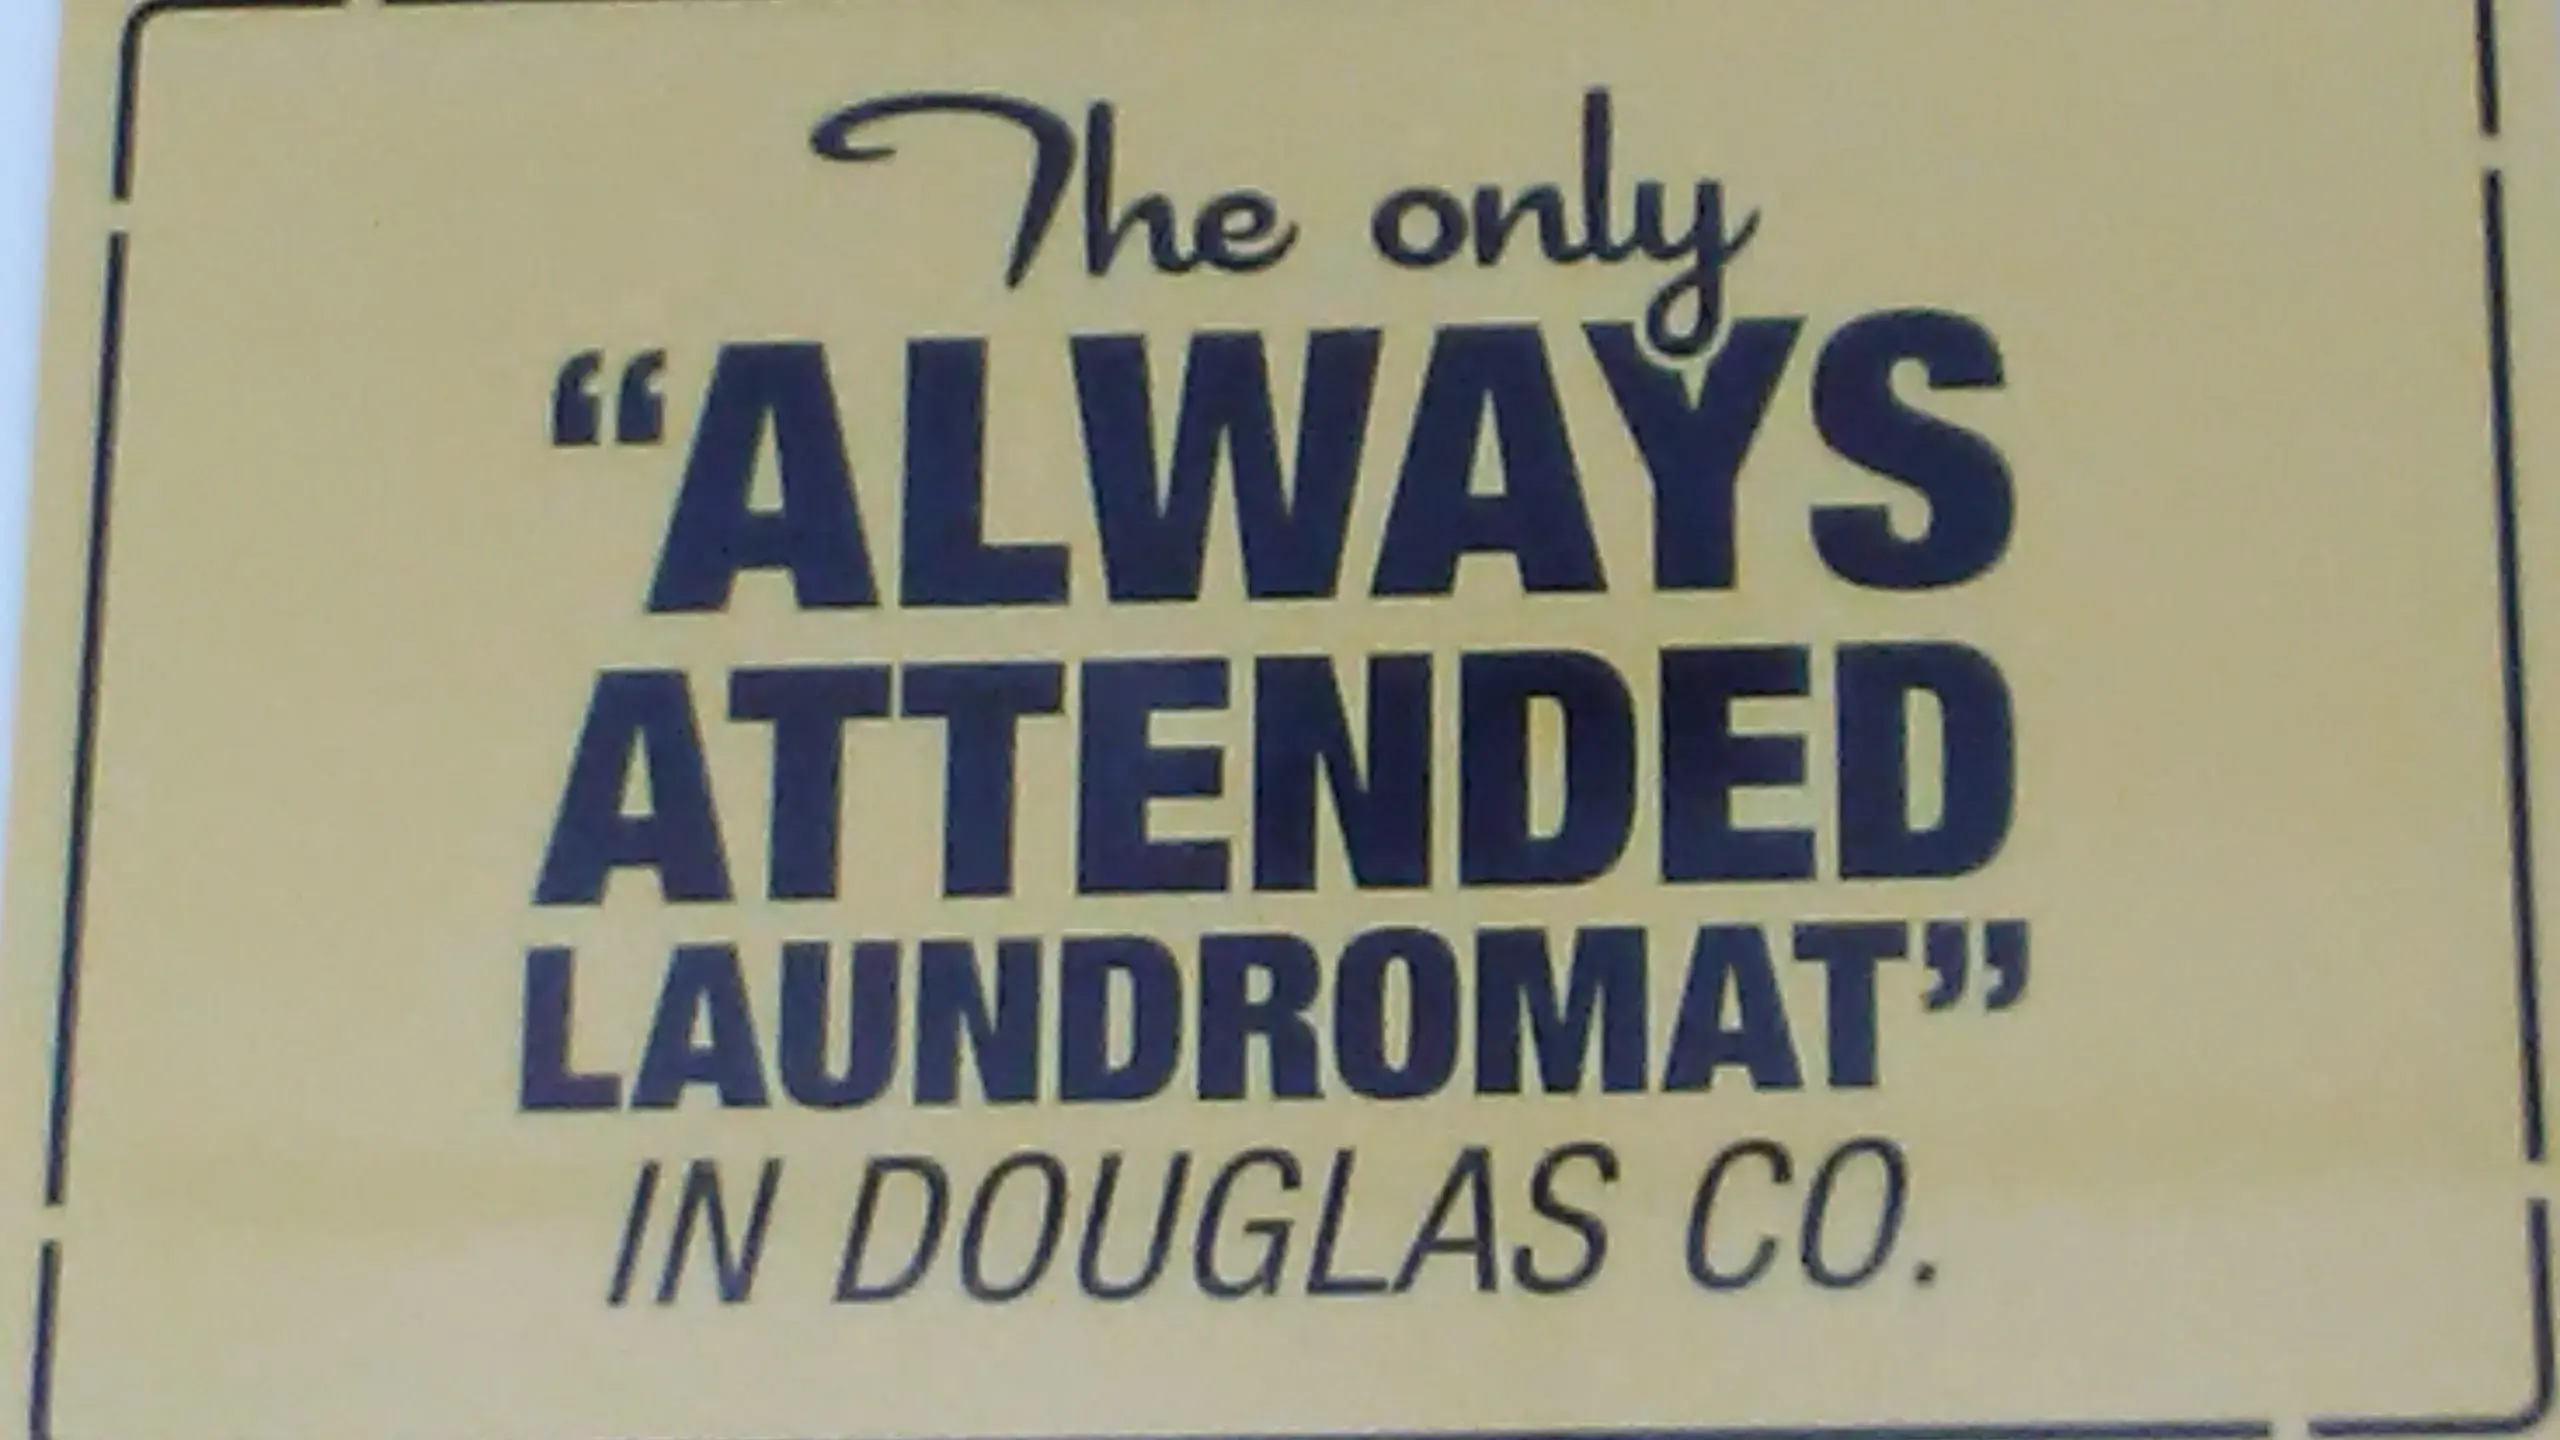 The only
“ALWAYS
ATTENDED
LAUNDROMAT”
IN DOUGLAS CO.